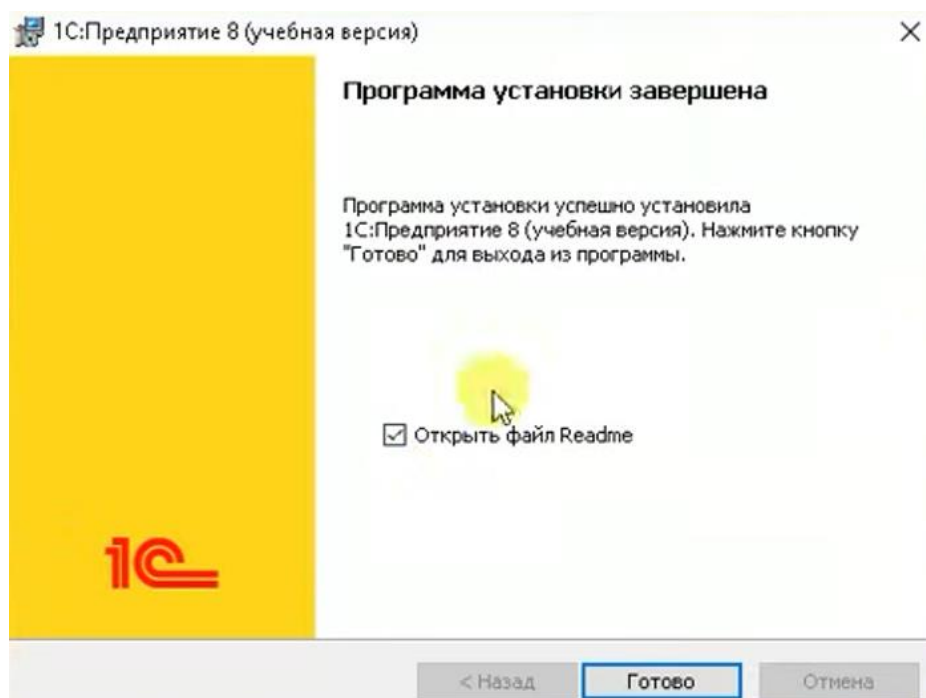 1С:Предприятие 8 (учебная версия)
Программа установки завершена
Программа установки успешно установила
1С:Предприятие 8 (учебная версия). Нажмите кнопку
"Готово" для выхода из программы.
Открыть файл Readme
1С
< Назад
Готово
Отмена